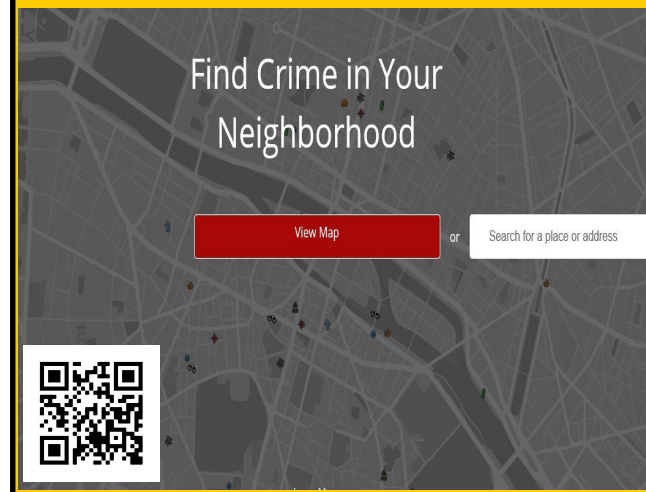 Find Crime in Your
Neighborhood
View Map
or
Search for a place or address